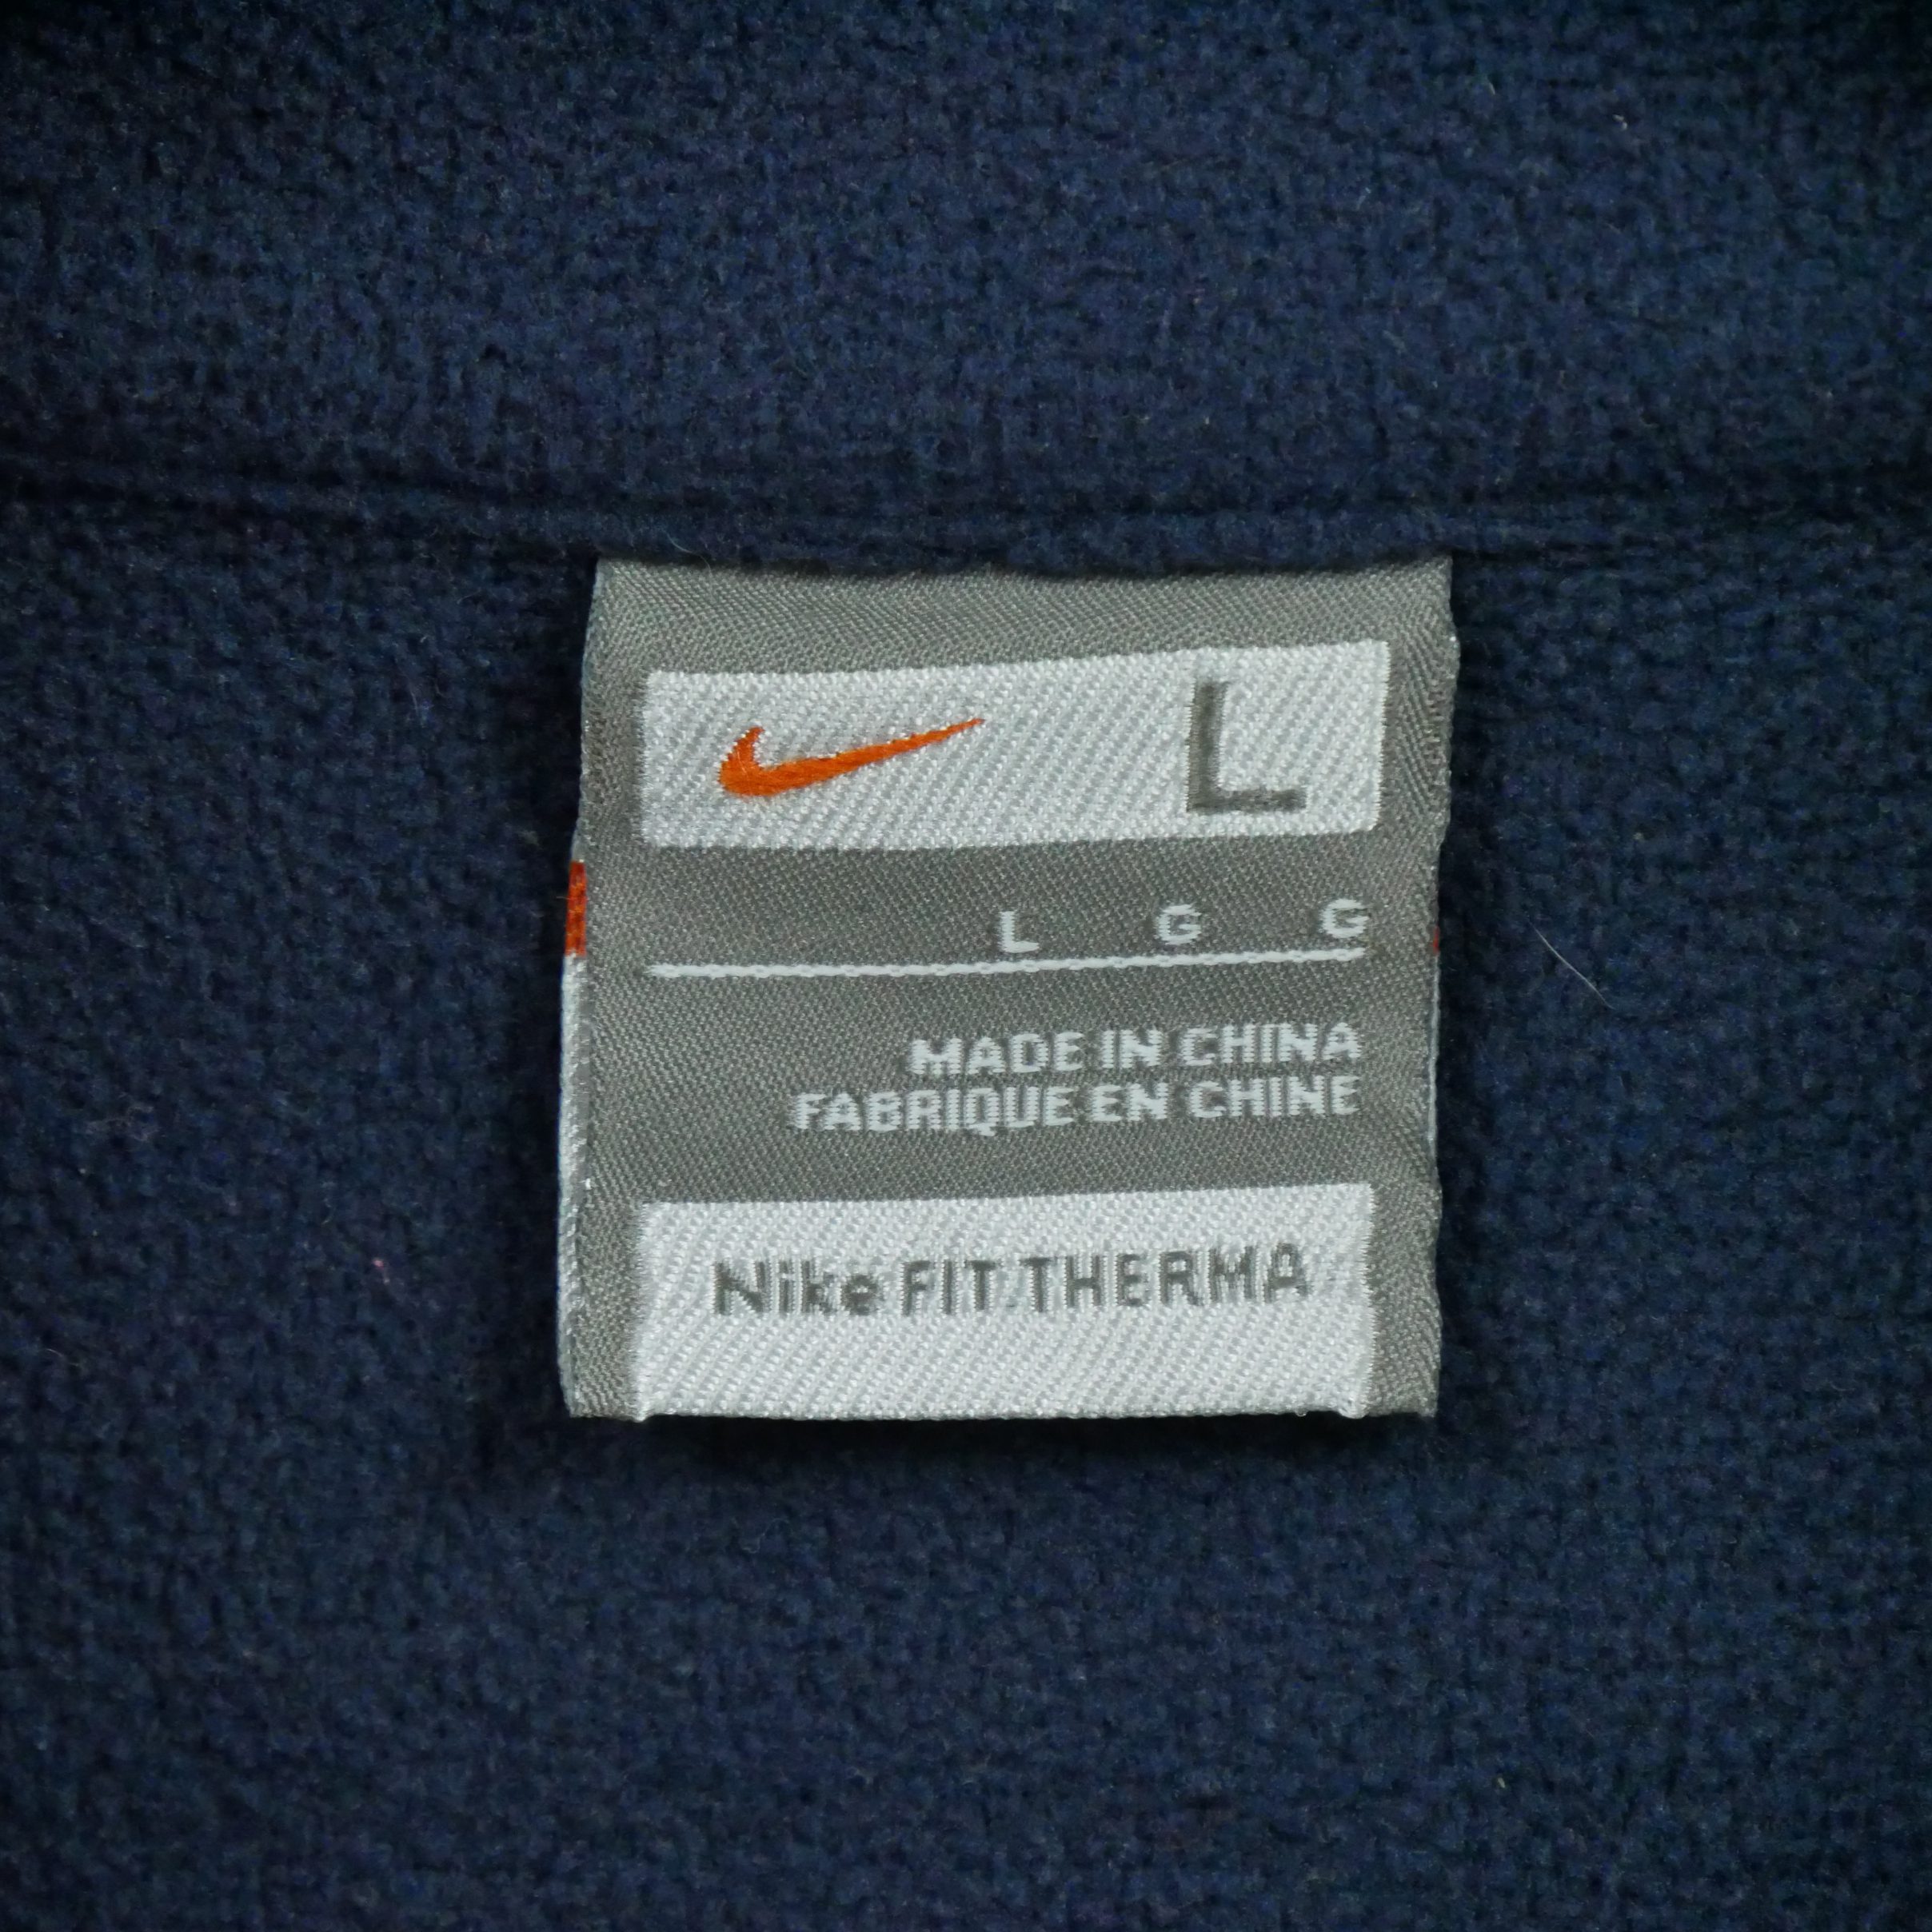 L
L G G
MADE IN CHINA
FABRIQUE EN CHINE
Nike FIT THERMA